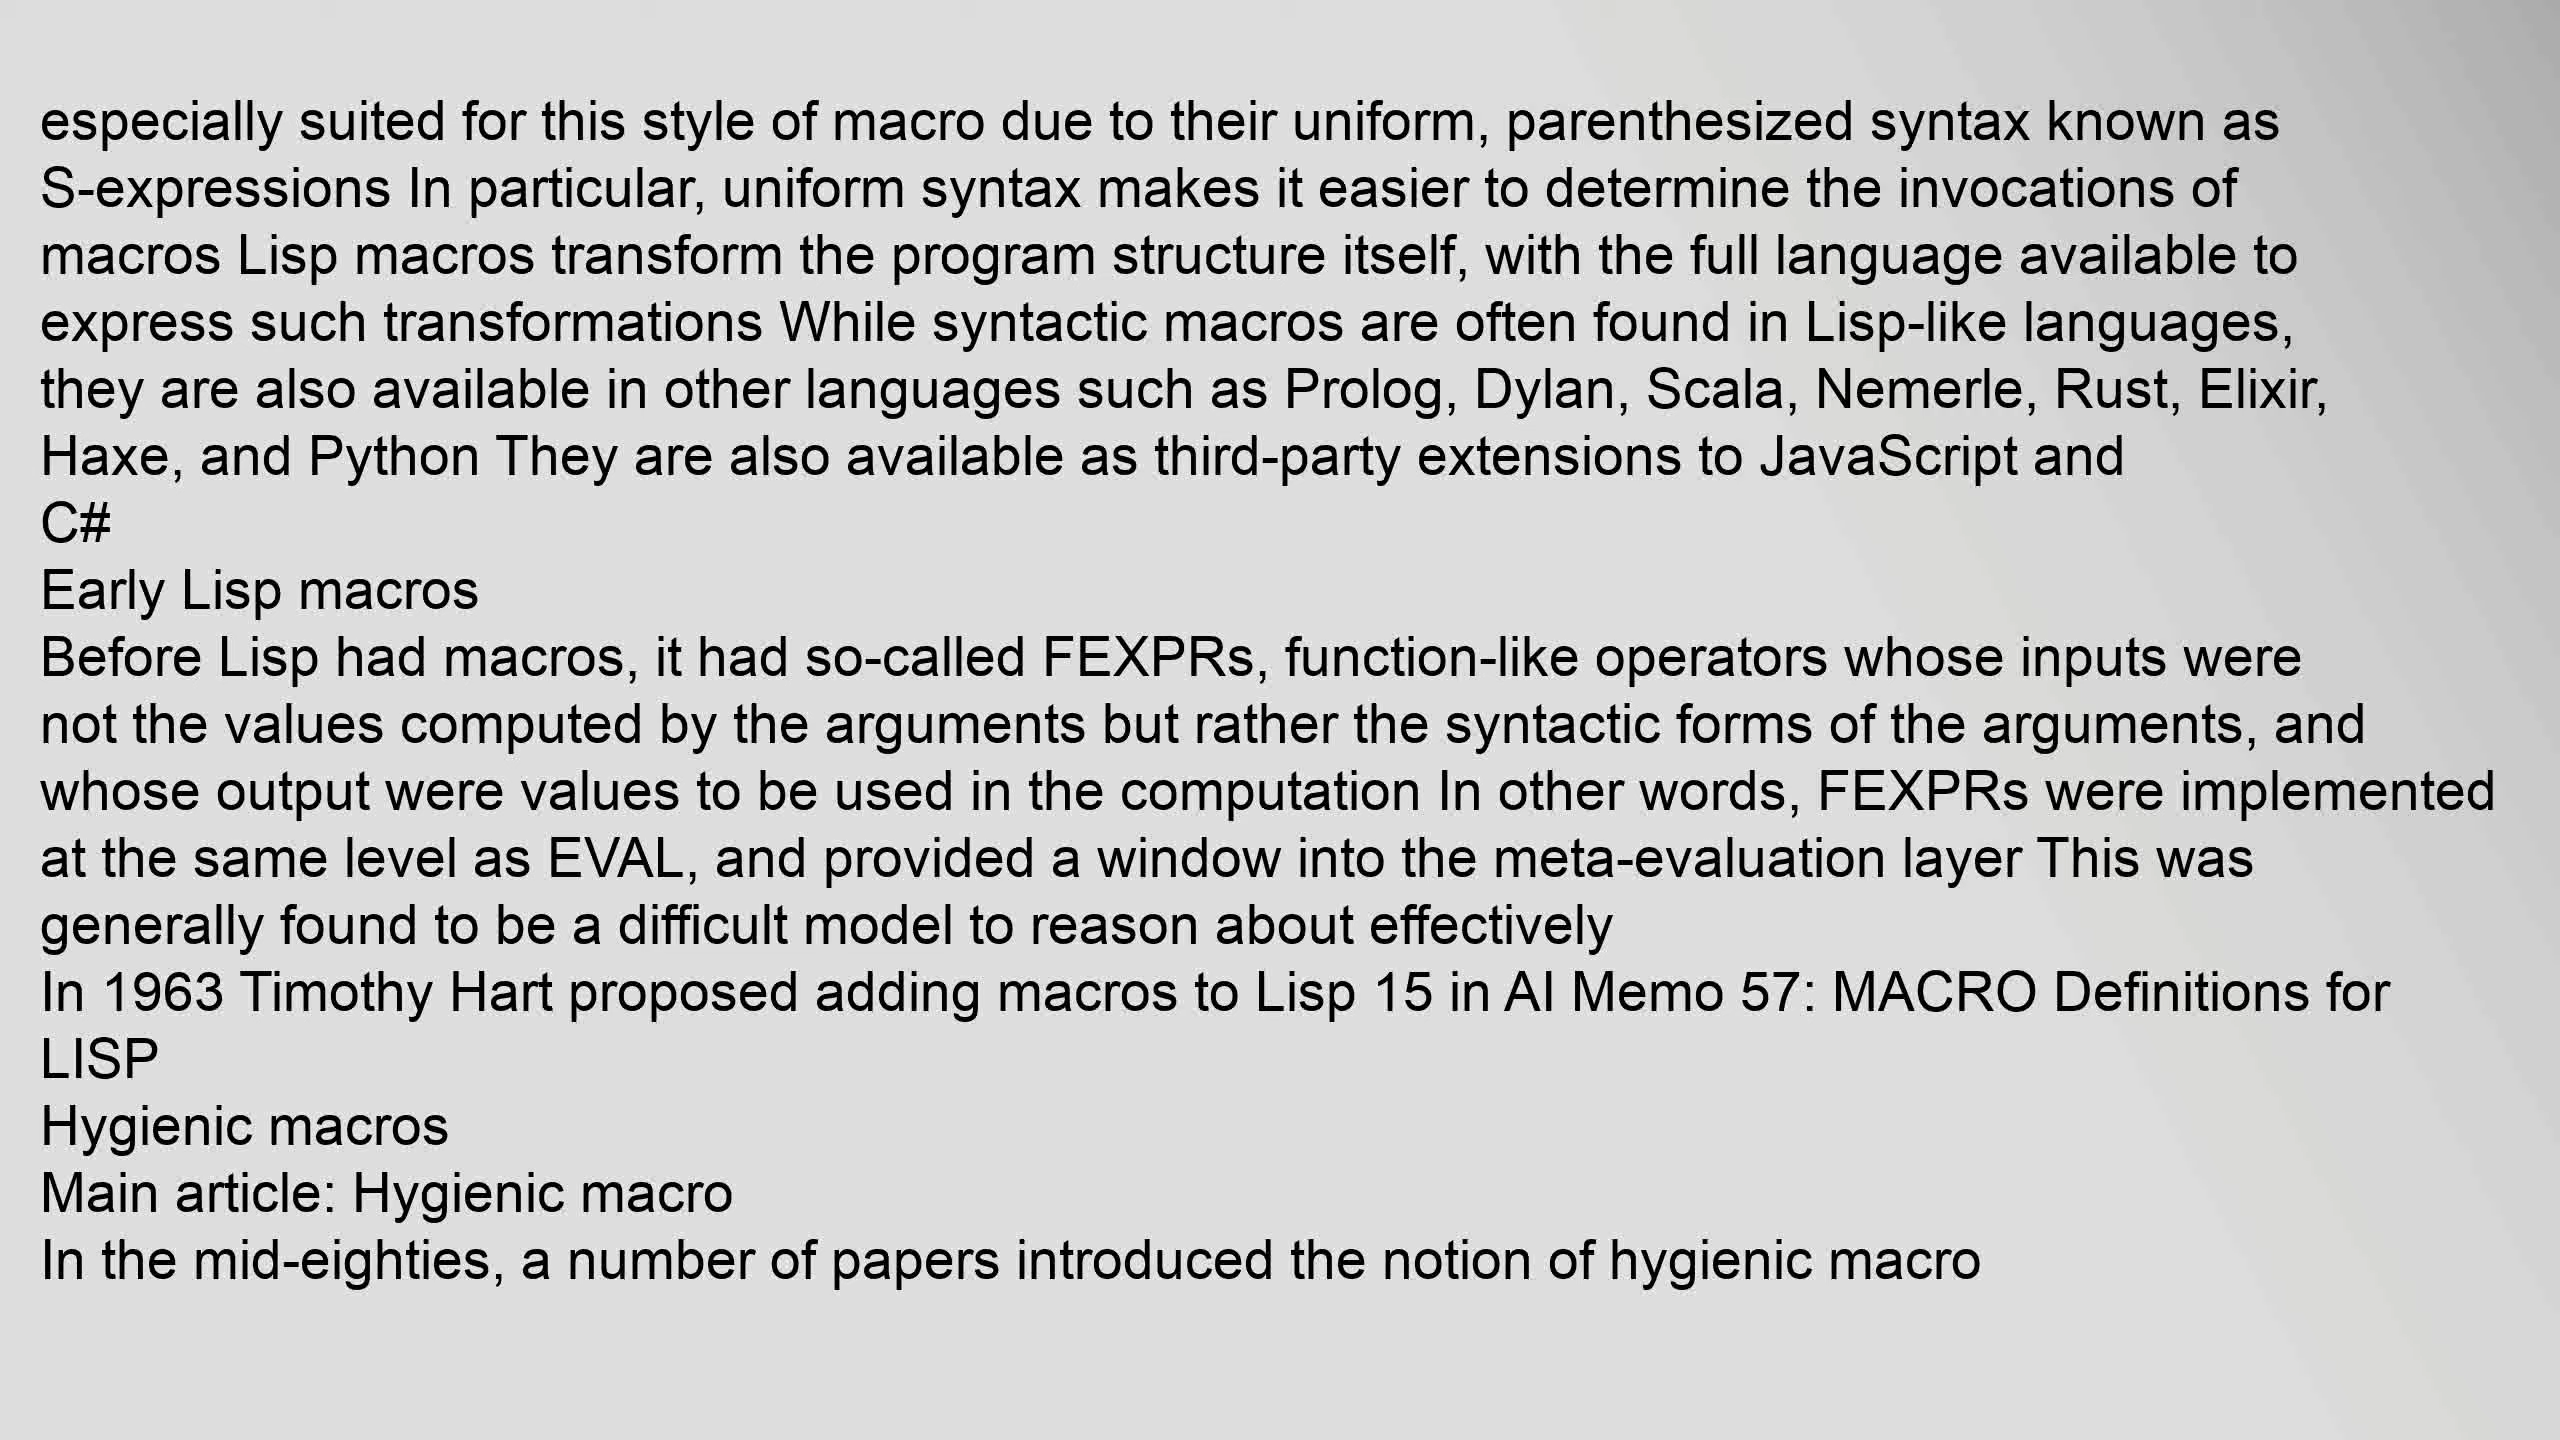 especially suited for this style of macro due to their uniform, parenthesized syntax known as
S-expressions In particular, uniform syntax makes it easier to determine the invocations of
macros Lisp macros transform the program structure itself, with the full language available to
express such transformations While syntactic macros are often found in Lisp-like languages,
they are also available in other languages such as Prolog, Dylan, Scala, Nemerle, Rust, Elixir,
Haxe, and Python They are also available as third-party extensions to JavaScript and
C#
Early Lisp macros
Before Lisp had macros, it had so-called FEXPRs, function-like operators whose inputs were
not the values computed by the arguments but rather the syntactic forms of the arguments, and
whose output were values to be used in the computation In other words, FEXPRs were implemented
at the same level as EVAL, and provided a window into the meta-evaluation layer This was
generally found to be a difficult model to reason about effectively
In 1963 Timothy Hart proposed adding macros to Lisp 15 in AI Memo 57: MACRO Definitions for
LISP
Hygienic macros
Main article: Hygienic macro
In the mid-eighties, a number of papers introduced the notion of hygienic macro